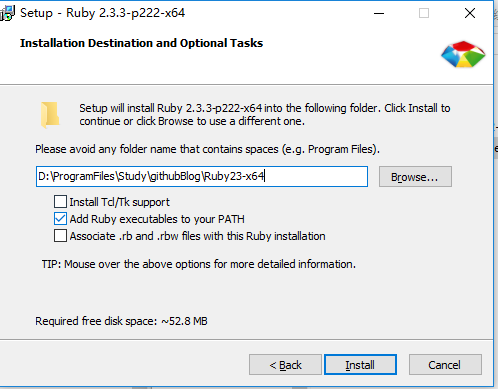 Setup - Ruby 2.3.3-p222-x64
Installation Destination and Optional Tasks
Setup will install Ruby 2.3.3-p222-x64 into the following folder. Click Install to
continue or click Browse to use a different one.
Please avoid any folder name that contains spaces (e.g. Program Files).
D:\ProgramFiles\Study\githubBlog\Ruby23-x64
Browse...
Install Tcl/Tk support
Add Ruby executables to your PATH
Associate .rb and .rbw files with this Ruby installation
TIP: Mouse over the above options for more detailed information.
Required free disk space: ~52.8 MB
< Back
Install
Cancel